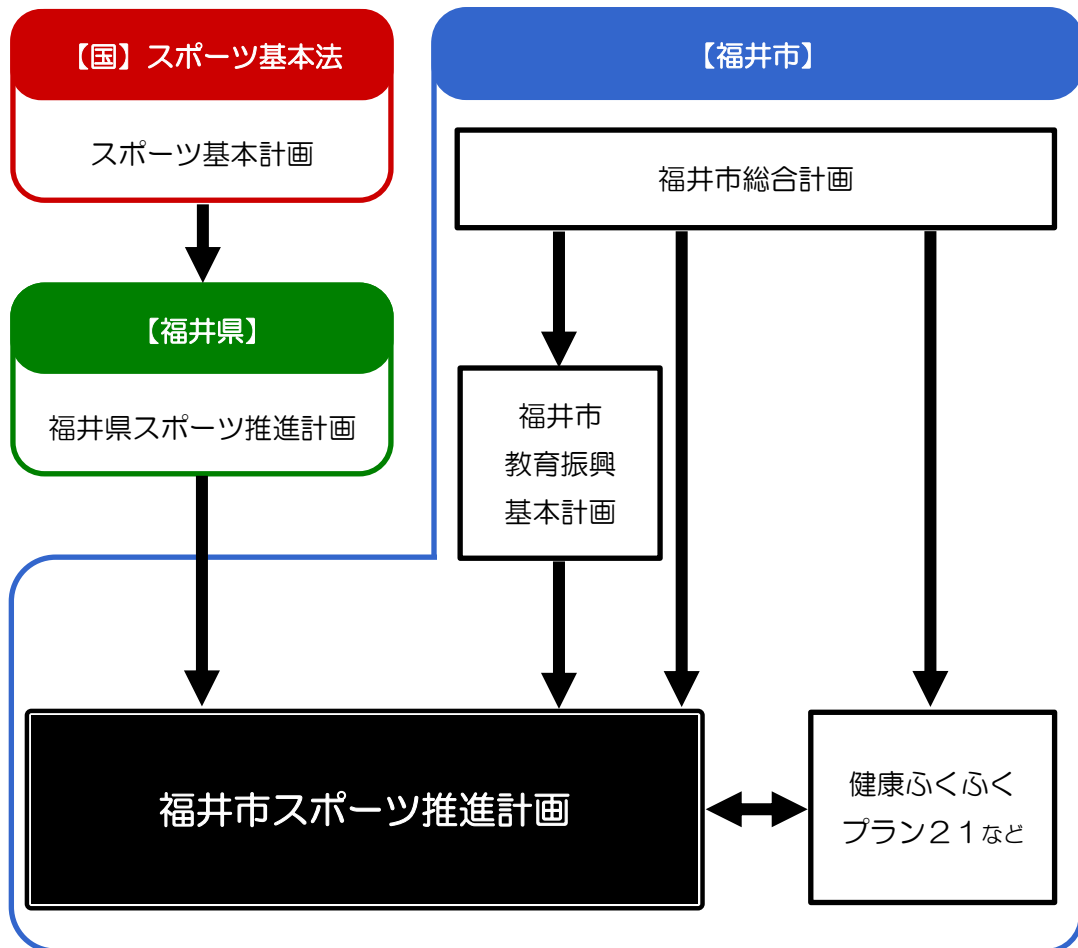 【国】スポーツ基本法
スポーツ基本計画
【福井県】
福井県スポーツ推進計画
【福井市】
福井市総合計画
福井市
教育振興
基本計画
福井市スポーツ推進計画
健康ふくふく
プラン２１など